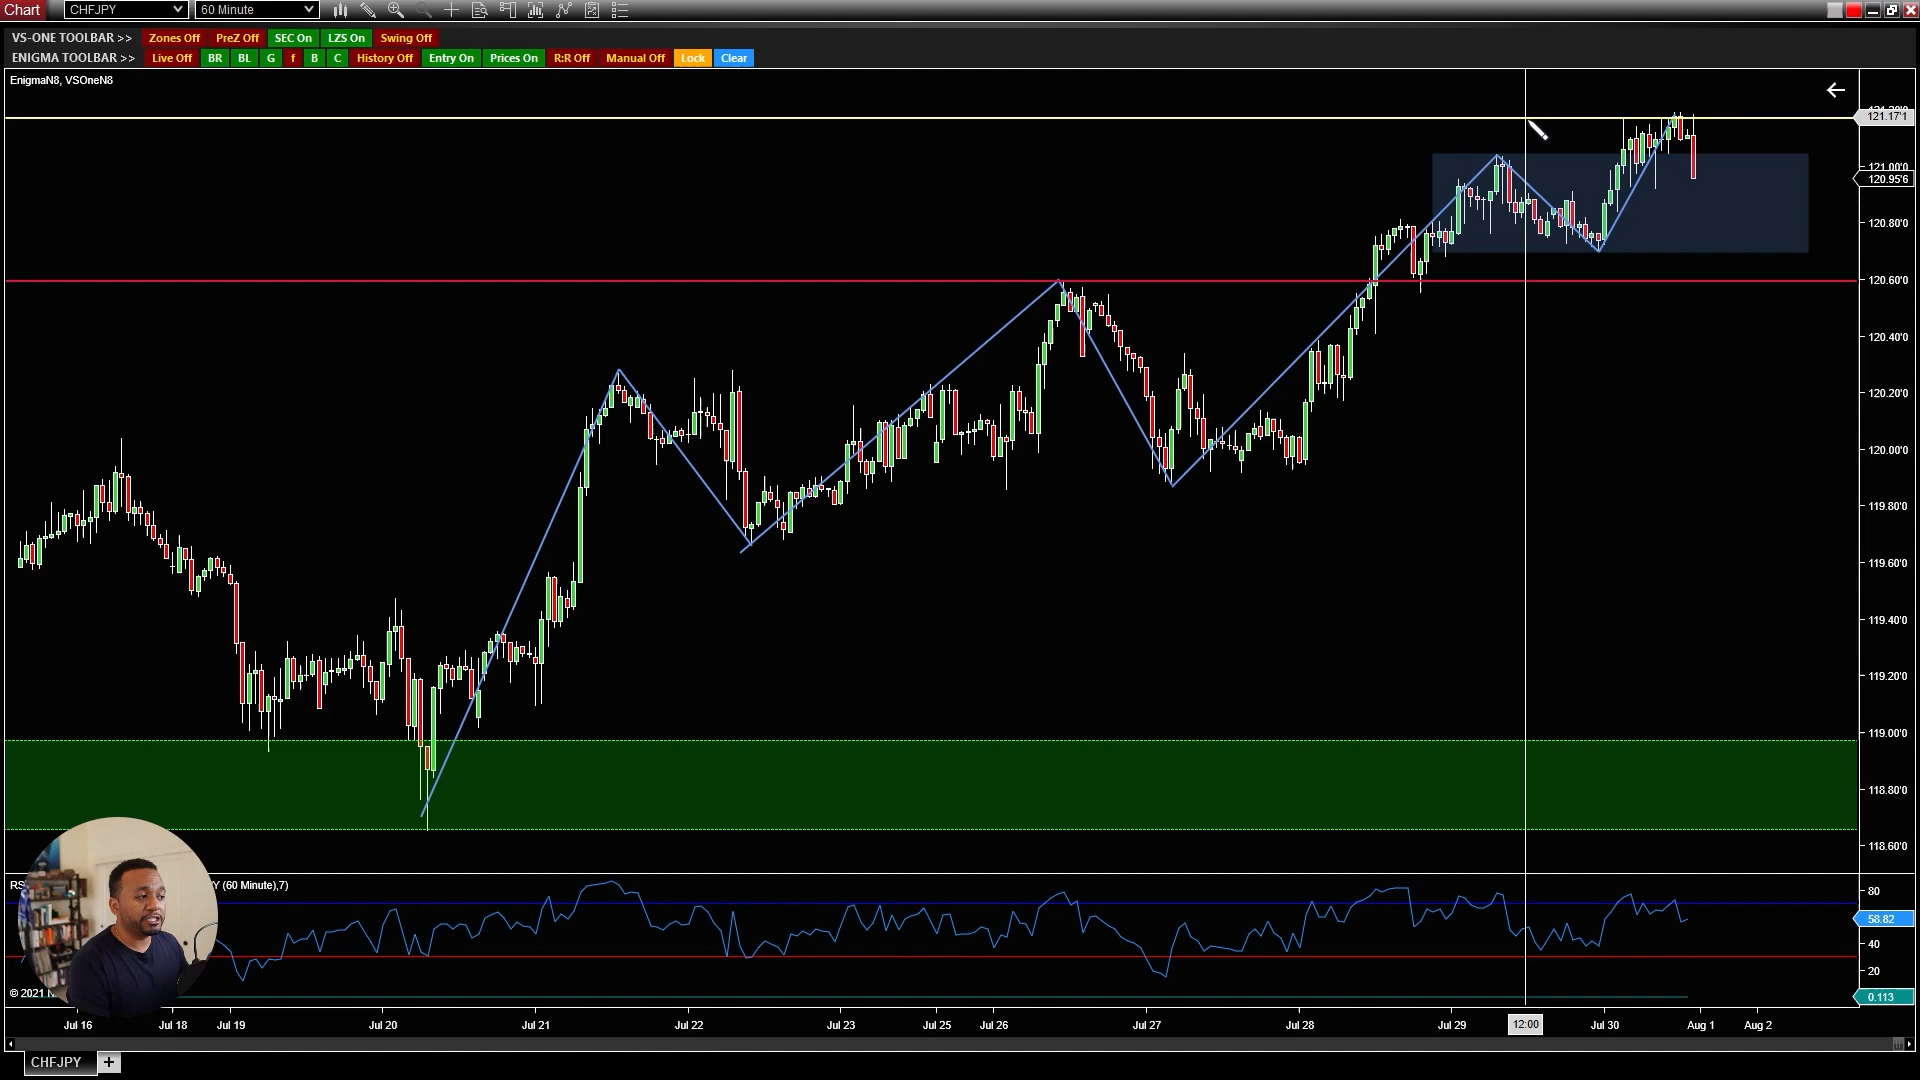 Chart CHFJPY 60 Minute
VS-ONE TOOLBAR >> Zones Off PreZ Off SEC On LZS On Swing Off
ENIGMA TOOLBAR >> Live Off BR BL G f B C History Off Entry On Prices On R:R Off Manual Off Lock Clear
EnigmaN8, VSOneN8
121.17'1
121.00'0
120.95'6
120.80'0
120.60'0
120.40'0
120.20'0
120.00'0
119.80'0
119.60'0
119.40'0
119.20'0
119.00'0
118.80'0
118.60'0
RS Y (60 Minute),7)
80
58.82
40
20
© 2021 N
0.113
Jul 16 Jul 18 Jul 19 Jul 20 Jul 21 Jul 22 Jul 23 Jul 25 Jul 26 Jul 27 Jul 28 Jul 29 12:00 Jul 30 Aug 1 Aug 2
CHFJPY +